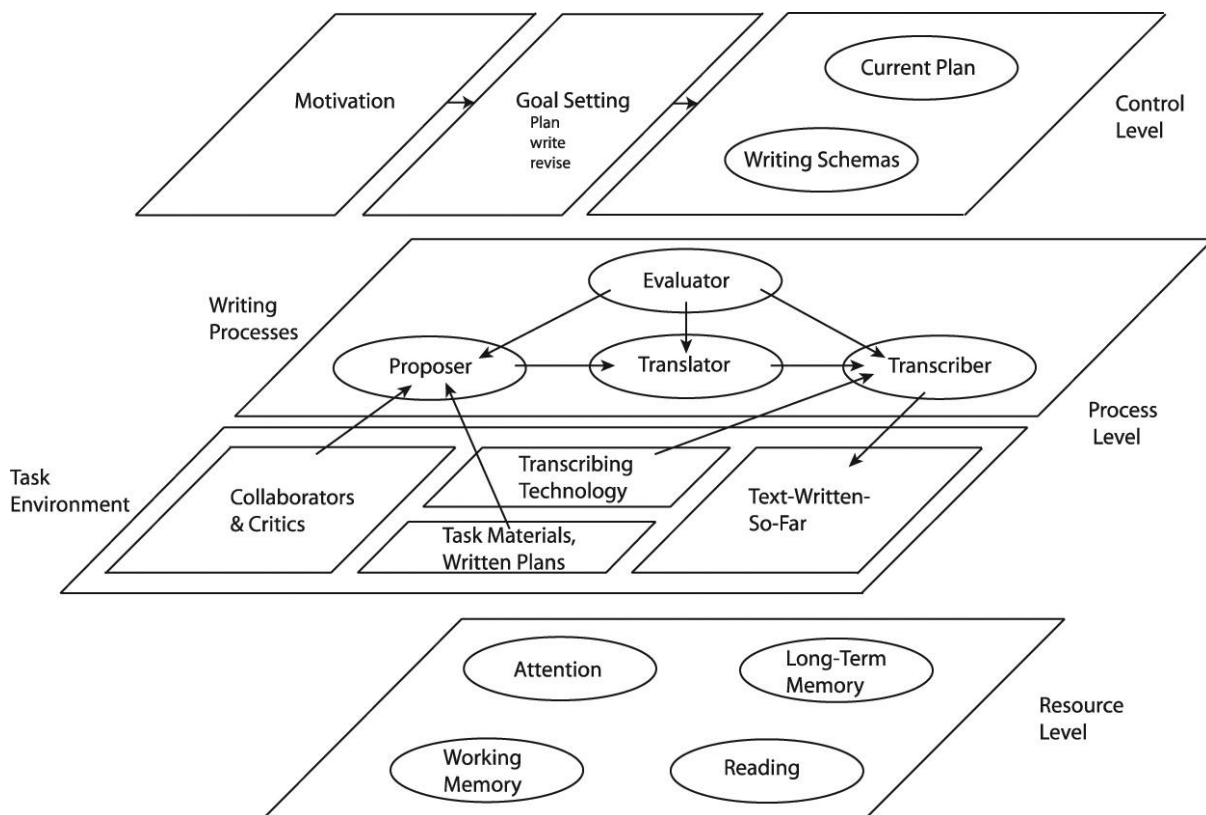 Motivation
Goal Setting
Plan
write
revise
Current Plan
Writing Schemas
Control
Level
Writing
Processes
Evaluator
Proposer
Translator
Transcriber
Process
Level
Task
Environment
Collaborators
& Critics
Transcribing
Technology
Task Materials,
Written Plans
Text-Written-
So-Far
Attention
Long-Term
Memory
Working
Memory
Reading
Resource
Level